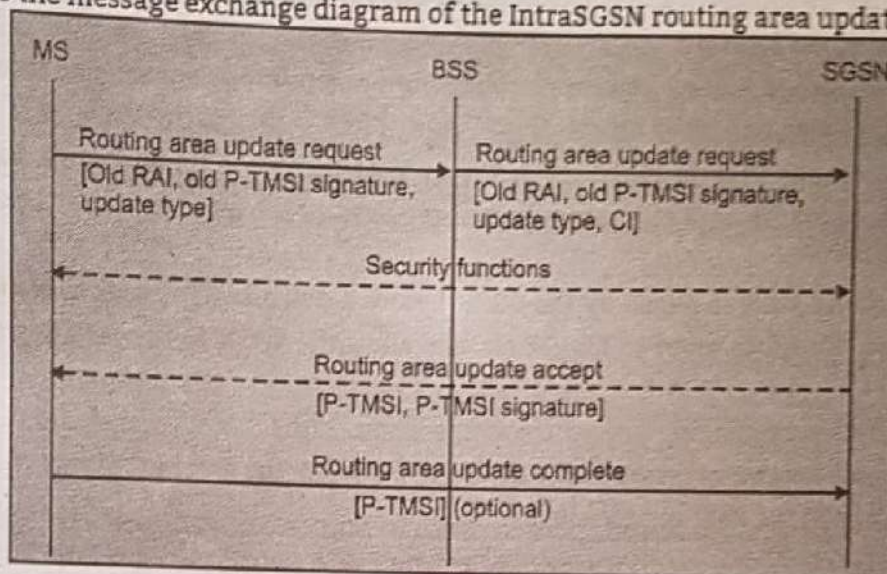 the message exchange diagram of the IntraSGSN routing area
MS
BSS
SGSN
Routing area update request
[Old RAI, old P-TMSI signature,
update type]
Routing area update request
[Old RAI, old P-TMSI signature,
update type, CI]
Security functions
Routing area update accept
[P-TMSI, P-TMSI signature]
Routing area update complete
[P-TMSI] (optional)